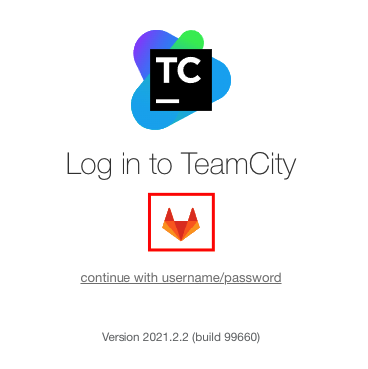 TC
Log in to TeamCity
continue with username/password
Version 2021.2.2 (build 99660)